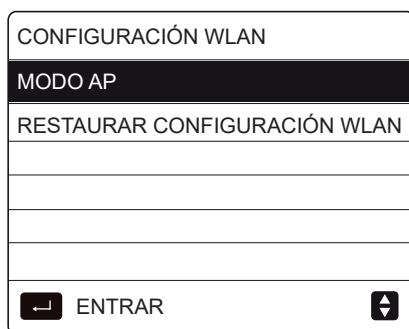 CONFIGURACIÓN WLAN
MODO AP
RESTAURAR CONFIGURACIÓN WLAN
ENTRAR